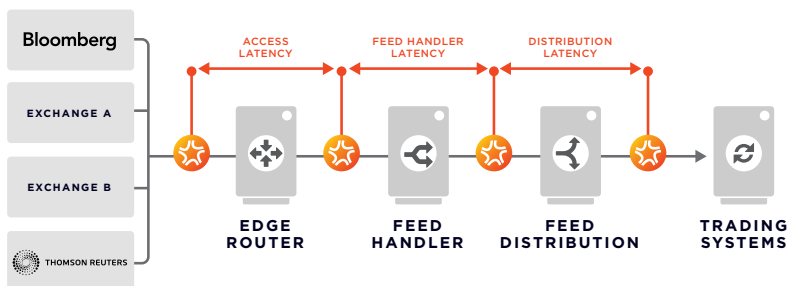 Bloomberg
EXCHANGE A
EXCHANGE B
THOMSON REUTERS
ACCESS
LATENCY
FEED HANDLER
LATENCY
DISTRIBUTION
LATENCY
EDGE
ROUTER
FEED
HANDLER
FEED
DISTRIBUTION
TRADING
SYSTEMS